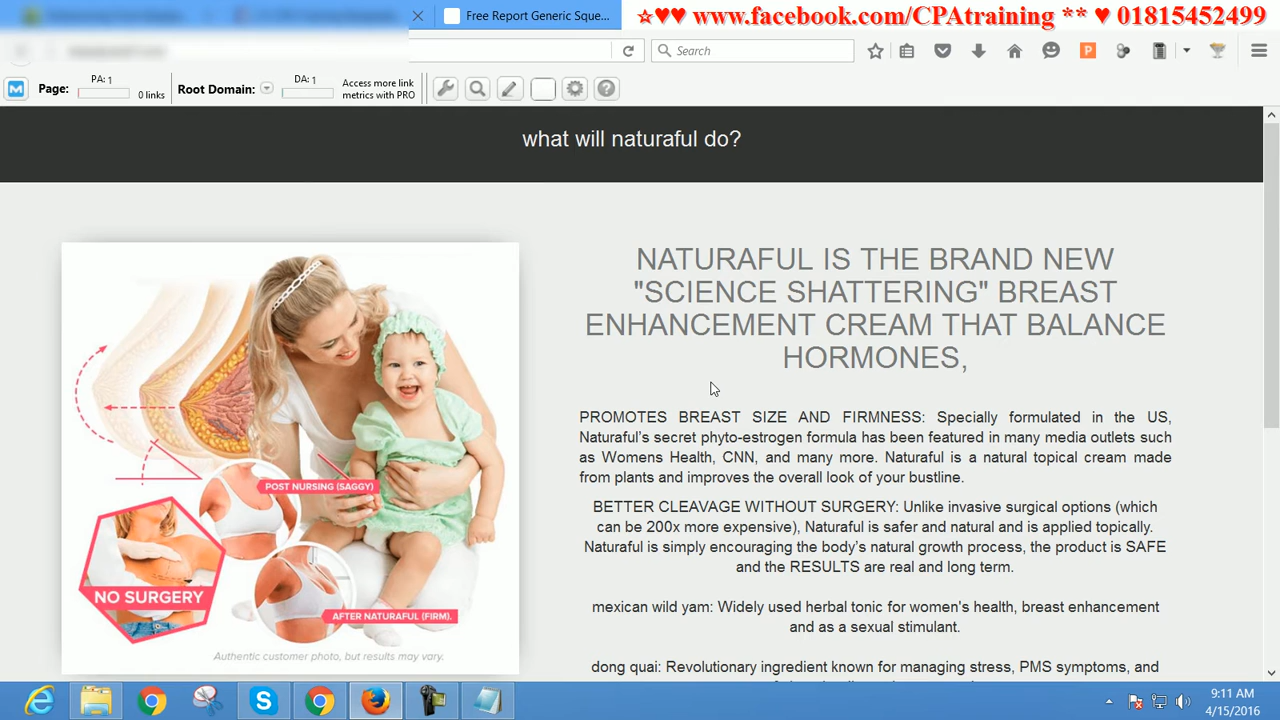 Free Report Generic Sque...
☆♥♥ www.facebook.com/CPAtraining ** ♥ 01815452499
Search
Page:
PA: 1
0 links
Root Domain:
DA: 1
Access more link
metrics with PRO
what will naturaful do?
NATURAFUL IS THE BRAND NEW
"SCIENCE SHATTERING" BREAST
ENHANCEMENT CREAM THAT BALANCE
HORMONES,
POST NURSING (SAGGY)
NO SURGERY
AFTER NATURAFUL (FIRM).
Authentic customer photo, but results may vary.
PROMOTES BREAST SIZE AND FIRMNESS: Specially formulated in the US,
Naturaful's secret phyto-estrogen formula has been featured in many media outlets such
as Womens Health, CNN, and many more. Naturaful is a natural topical cream made
from plants and improves the overall look of your bustline.
BETTER CLEAVAGE WITHOUT SURGERY: Unlike invasive surgical options (which
can be 200x more expensive), Naturaful is safer and natural and is applied topically.
Naturaful is simply encouraging the body's natural growth process, the product is SAFE
and the RESULTS are real and long term.
mexican wild yam: Widely used herbal tonic for women's health, breast enhancement
and as a sexual stimulant.
dong quai: Revolutionary ingredient known for managing stress, PMS symptoms, and
9:11 AM
4/15/2016